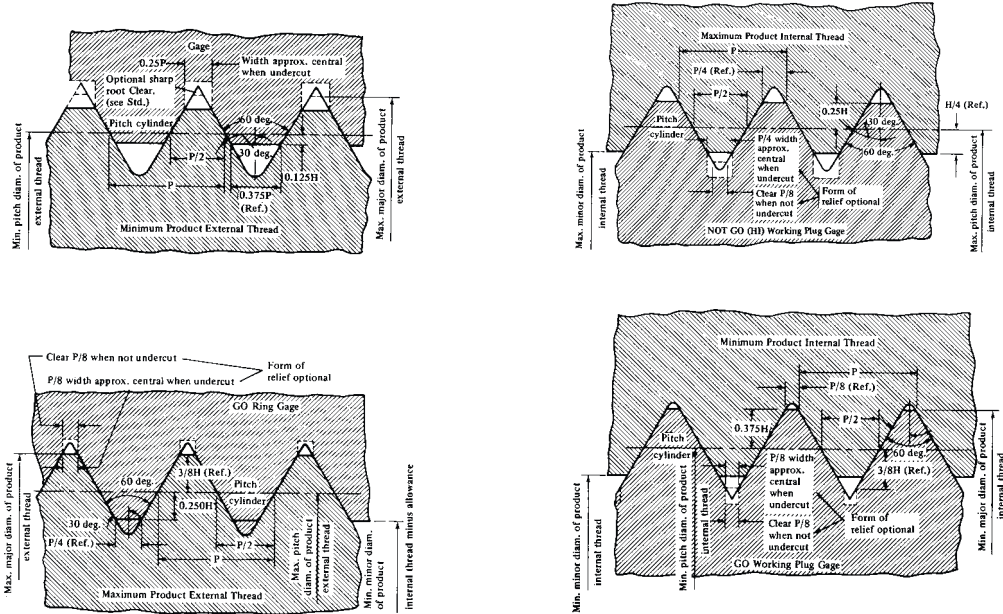 Gage
0.25P
Width approx. central
when undercut
Optional sharp
root Clear.
(see Std.)
Pitch cylinder
60 deg.
P/2
30 deg.
P
0.125H
0.375P
(Ref.)
Minimum Product External Thread
Min. pitch diam. of product
external thread
Max. major diam. of product
external thread
Maximum Product Internal Thread
P
P/4 (Ref.)
P/2
H/4 (Ref.)
0.25H
30 deg.
Pitch
cylinder
60 deg.
P/4 width
approx.
central
when
undercut
Clear P/8
when not
undercut
Form of
relief optional
NOT GO (HI) Working Plug Gage
Max. minor diam. of product
internal thread
Max. pitch diam. of product
internal thread
Clear P/8 when not undercut
P/8 width approx. central when undercut
Form of
relief optional
GO Ring Gage
60 deg.
3/8H (Ref.)
Pitch
cylinder
0.250H
30 deg.
P/4 (Ref.)
P/2
P
Maximum Product External Thread
Max. major diam. of product
external thread
Max. pitch
diam. of product
external thread
Min. minor diam.
of product
internal thread minus allowance
Minimum Product Internal Thread
P
P/8 (Ref.)
P/2
0.375H
Pitch
cylinder
60 deg.
3/8H (Ref.)
P/8 width
approx.
central
when
undercut
Clear P/8
when not
undercut
Form of
relief optional
GO Working Plug Gage
Min. minor diam. of product
internal thread
Min. pitch diam. of product
internal thread
Min. major diam. of product
internal thread